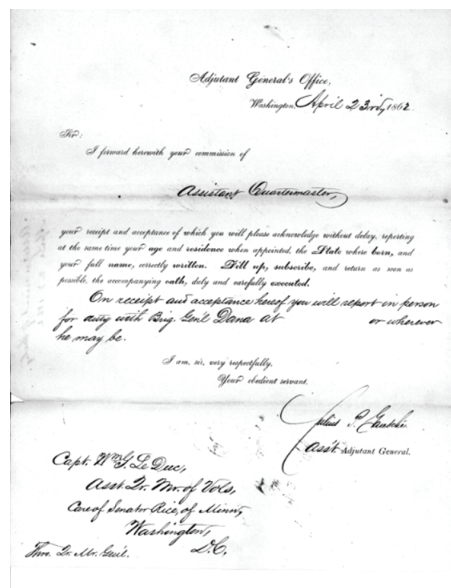 Adjutant General's Office,
Washington, April 23rd, 1862.
Sir:
I forward herewith your commission of
Assistant Quartermaster,
your receipt and acceptance of which you will please acknowledge without delay, reporting
at the same time your age and residence when appointed, the State where born, and
your full name, correctly written. Fill up, subscribe, and return as soon as
possible, the accompanying oath, duly and carefully executed.
On receipt and acceptance hereof you will report in person
for duty with Brig. Gen'l Dana at or wherever
he may be.
I am, sir, very respectfully,
Your obedient servant,
Julius P. Garesché
Ass't. Adjutant General.
Capt. Wm. G. Le Duc,
Asst. Qr. Mr. of Vols,
Care of Senator Rice, of Minn,
Washington,
D.C.
Thro. Qr. Mr. Gen'l.